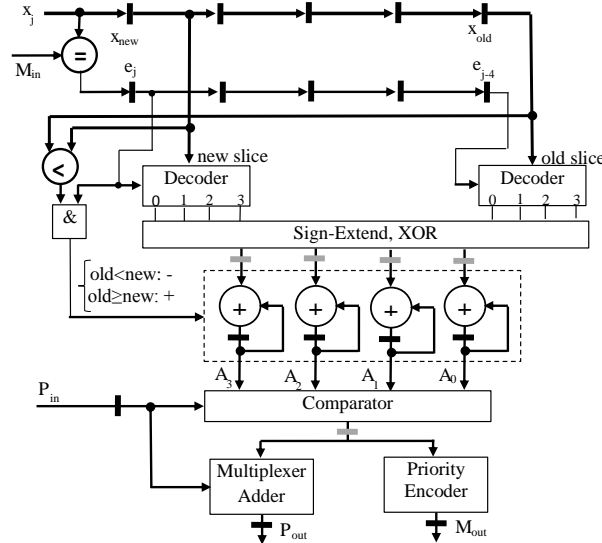 x_j
x_new
x_old
=
M_in
e_j
e_{j-4}
<
new slice
old slice
Decoder
Decoder
0 1 2 3
0 1 2 3
&
Sign-Extend, XOR
old<new: -
old≥new: +
+ + + +
A_3 A_2 A_1 A_0
P_in
Comparator
Multiplexer
Adder
Priority
Encoder
P_out
M_out